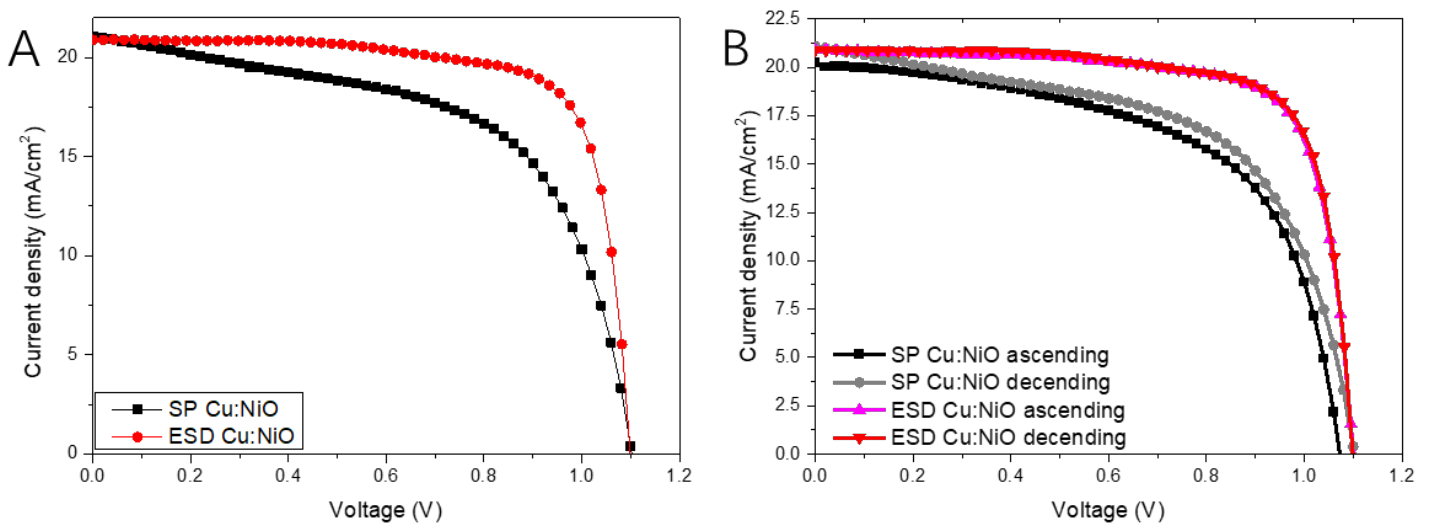 A
Current density (mA/cm²)
20
15
10
5
0
0.0 0.2 0.4 0.6 0.8 1.0 1.2
Voltage (V)
SP Cu:NiO
ESD Cu:NiO
B
Current density (mA/cm²)
22.5
20.0
17.5
15.0
12.5
10.0
7.5
5.0
2.5
0.0
0.0 0.2 0.4 0.6 0.8 1.0 1.2
Voltage (V)
SP Cu:NiO ascending
SP Cu:NiO decending
ESD Cu:NiO ascending
ESD Cu:NiO decending